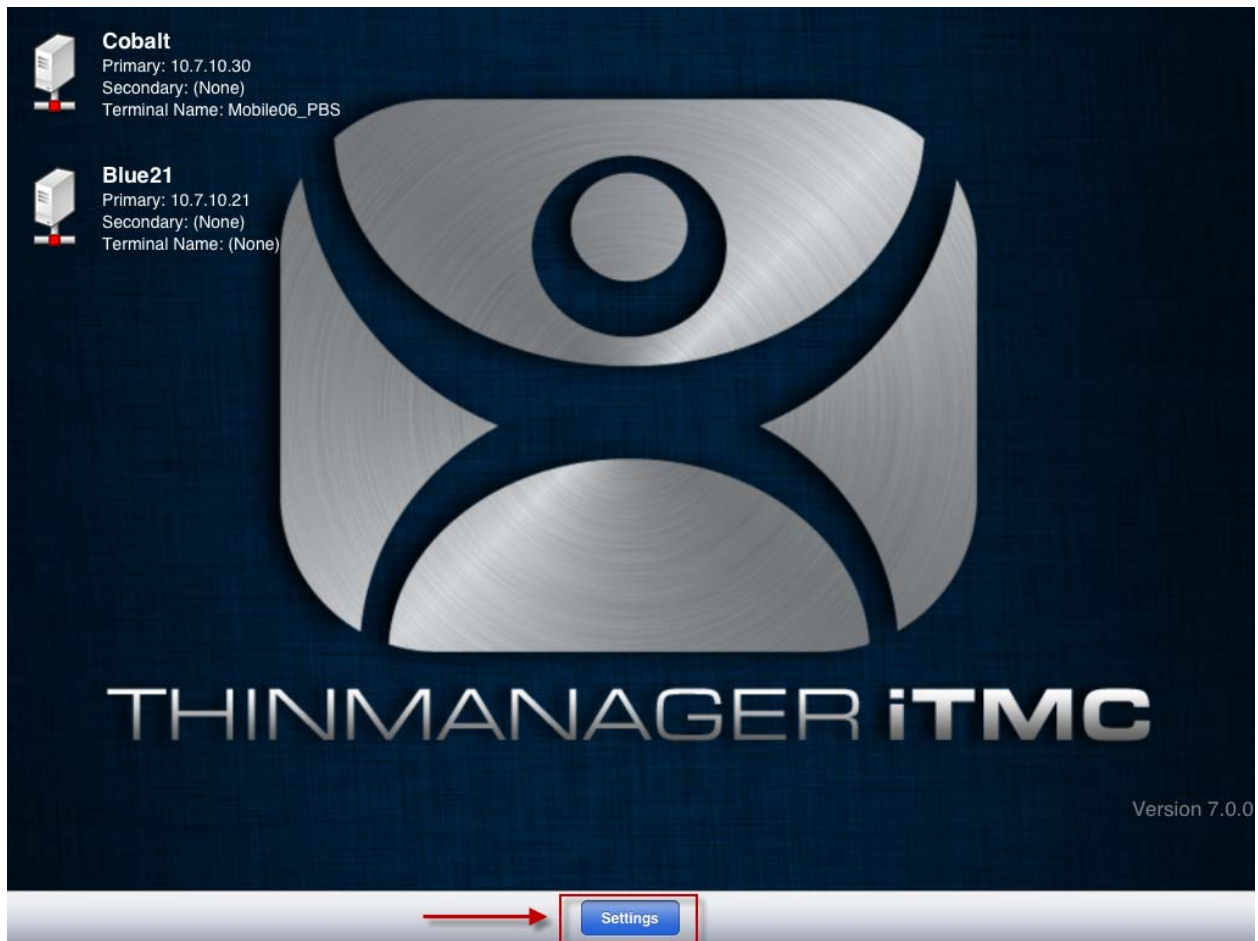 Cobalt
Primary: 10.7.10.30
Secondary: (None)
Terminal Name: Mobile06_PBS
Blue21
Primary: 10.7.10.21
Secondary: (None)
Terminal Name: (None)
THINMANAGER iTMC
Version 7.0.0
Settings